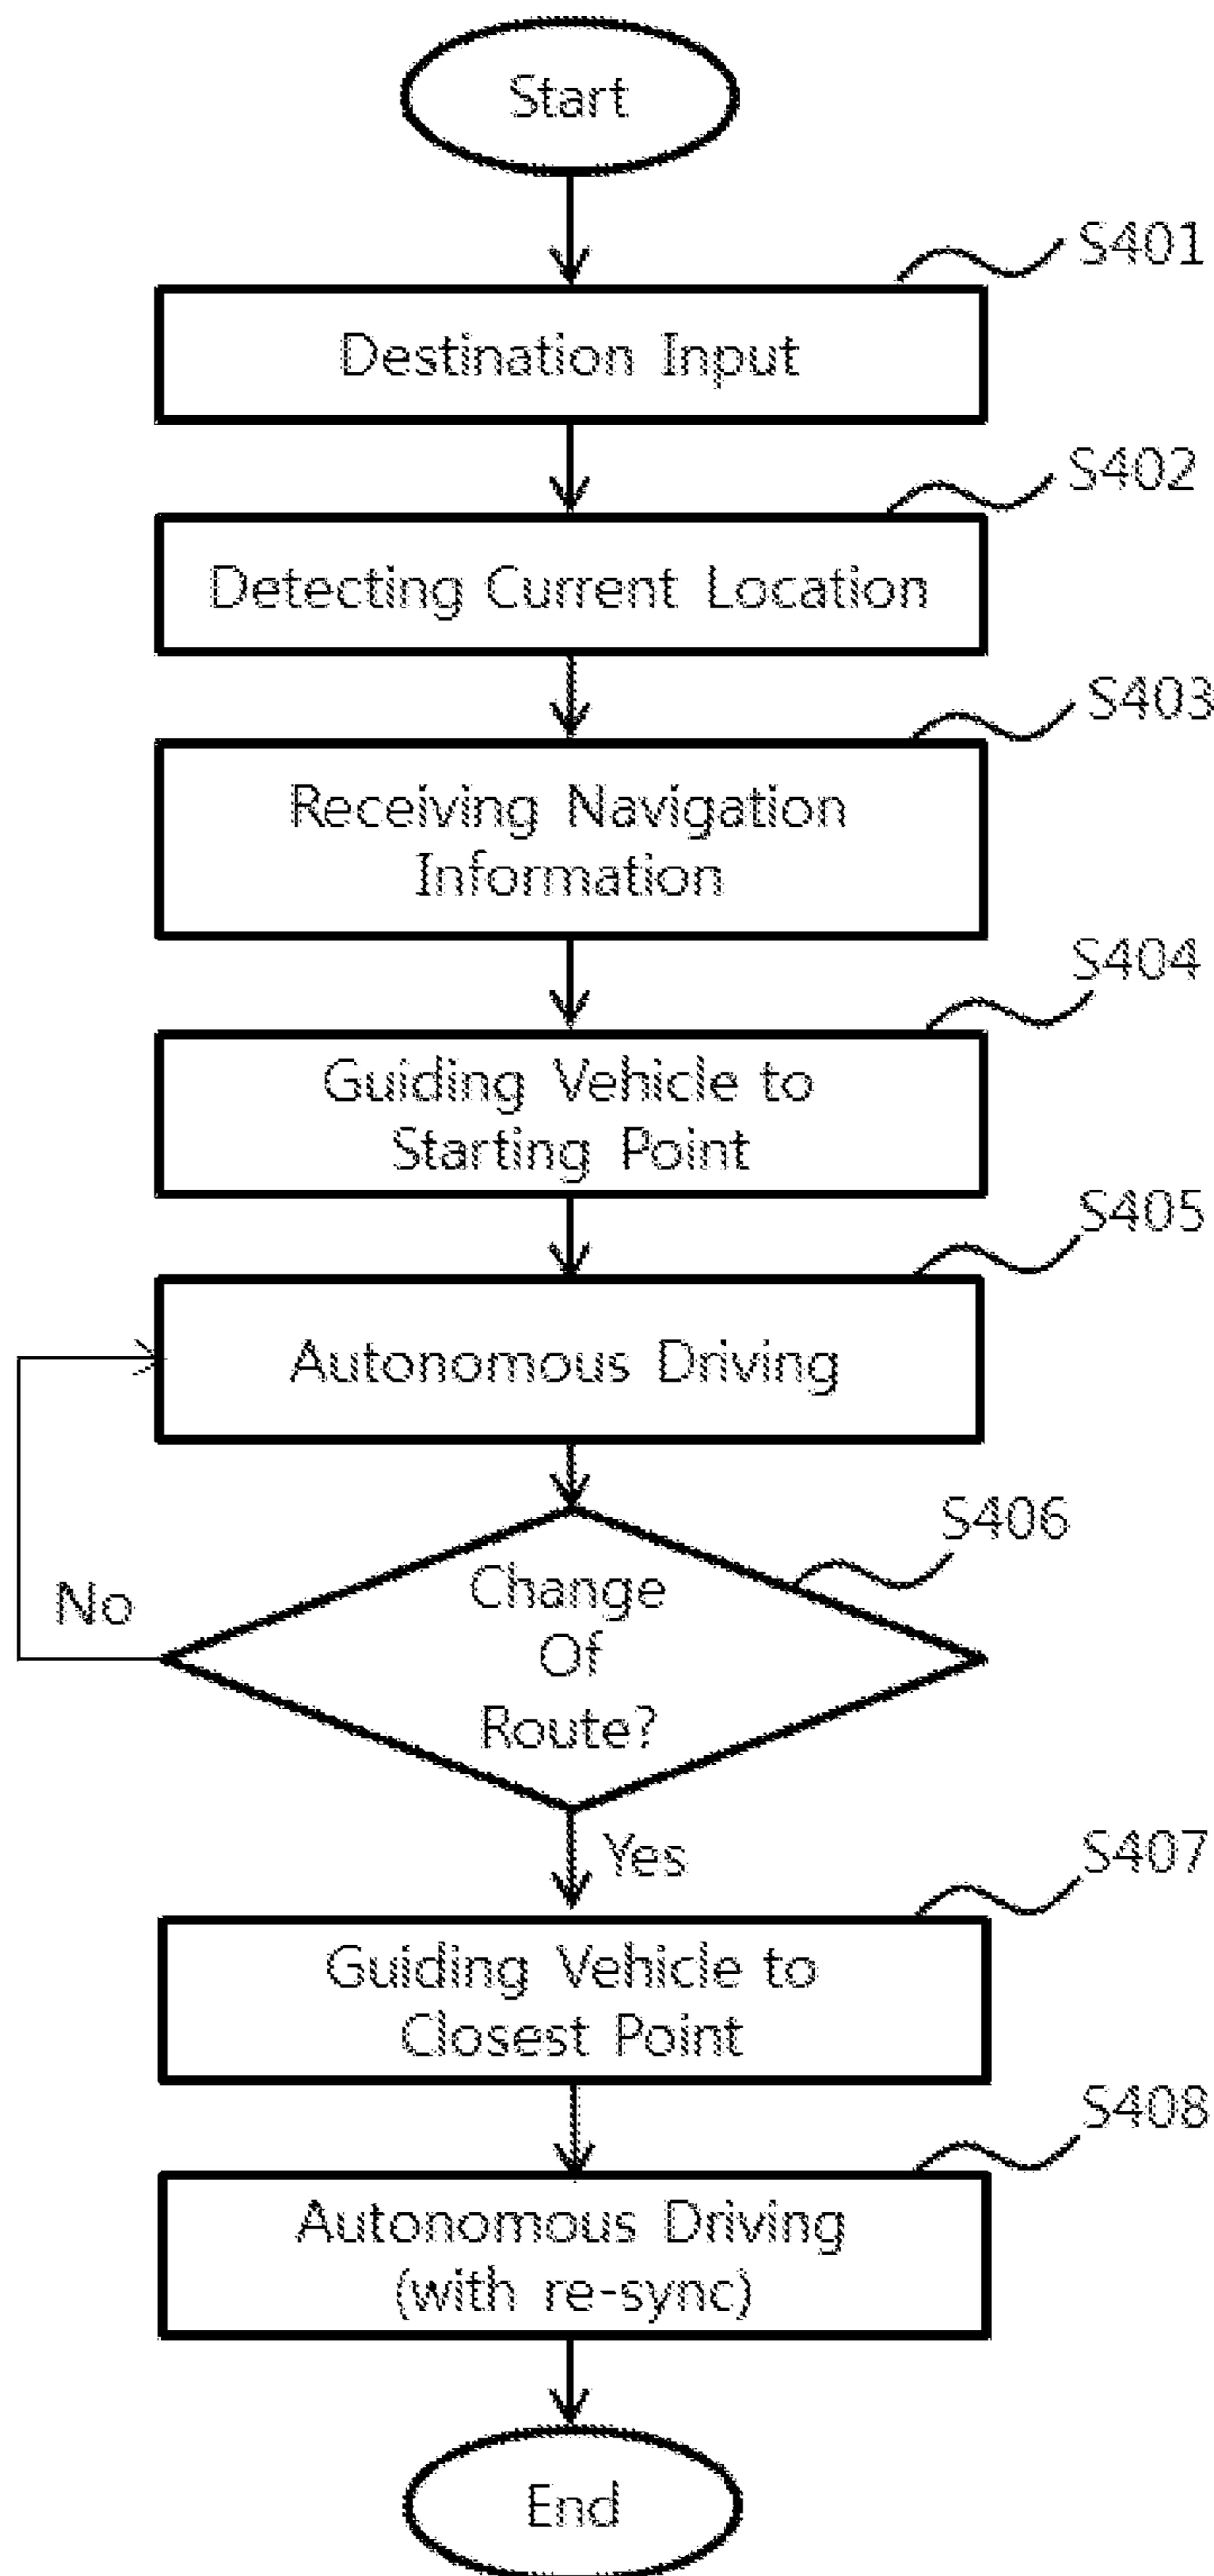 Start
S401
Destination Input
S402
Detecting Current Location
S403
Receiving Navigation
Information
S404
Guiding Vehicle to
Starting Point
S405
Autonomous Driving
S406
Change
Of
Route?
No
Yes
S407
Guiding Vehicle to
Closest Point
S408
Autonomous Driving
(with re-sync)
End